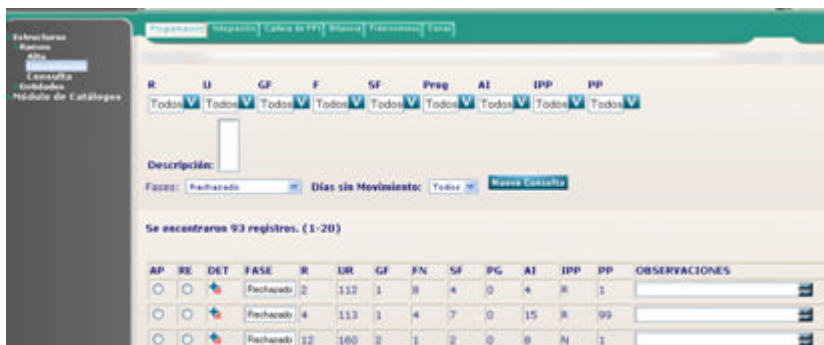 Programación Integración Cartera de PPI Bitácora Fideicomisos Cerrar
Estructuras
Ramos
Alta
Consulta
Entidades
Módulo de Catálogos
R U GF F SF Prog AI IPP PP
Todos V Todos V Todos V Todos V Todos V Todos V Todos V Todos V Todos V
Descripción:
Fases: Rechazado Días sin Movimiento: Todos Nueva Consulta
Se encontraron 93 registros. (1-20)
AP RE DET FASE R UR GF FN SF PG AI IPP PP OBSERVACIONES
Rechazado 2 112 1 8 4 0 4 R 1
Rechazado 4 113 1 4 7 0 15 R 99
Rechazado 12 160 2 1 2 0 8 N 1